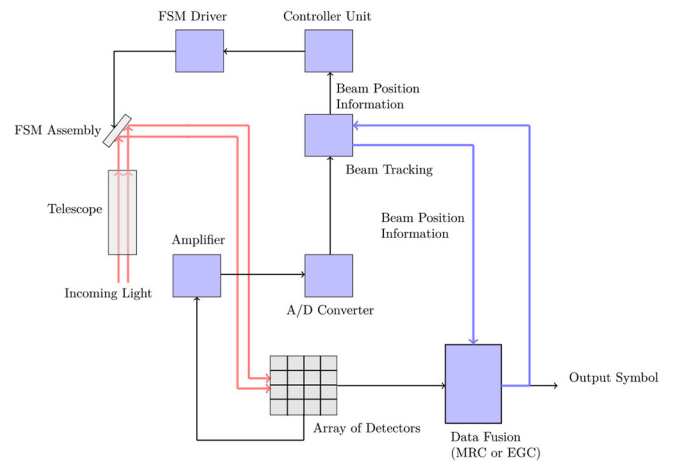 FSM Driver
Controller Unit
Beam Position
Information
FSM Assembly
Beam Tracking
Telescope
Beam Position
Information
Amplifier
Incoming Light
A/D Converter
Output Symbol
Array of Detectors
Data Fusion
(MRC or EGC)